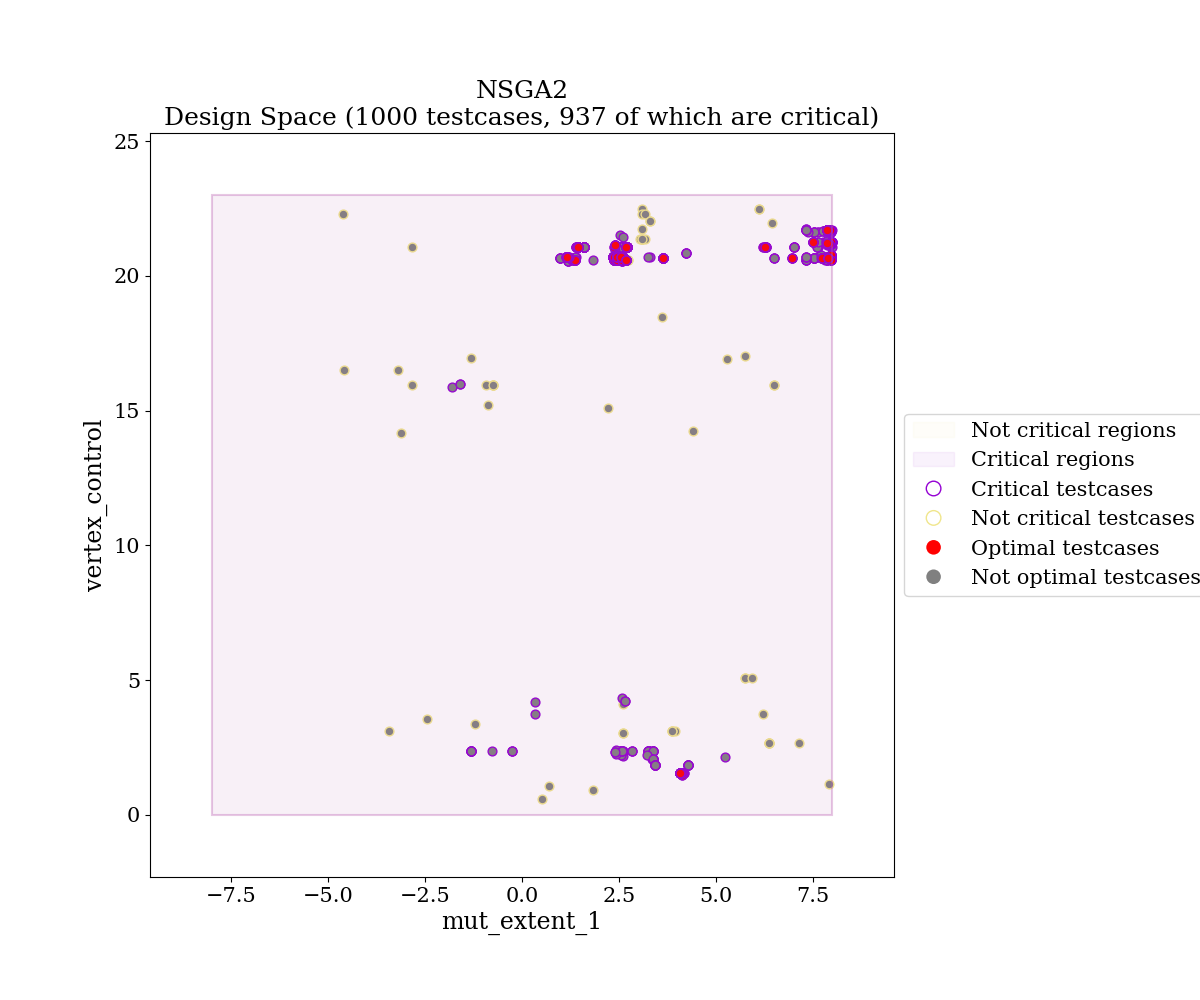 NSGA2
Design Space (1000 testcases, 937 of which are critical)
25
20
15
10
5
0
vertex_control
−7.5
−5.0
−2.5
0.0
2.5
5.0
7.5
mut_extent_1
Not critical regions
Critical regions
Critical testcases
Not critical testcases
Optimal testcases
Not optimal testcases